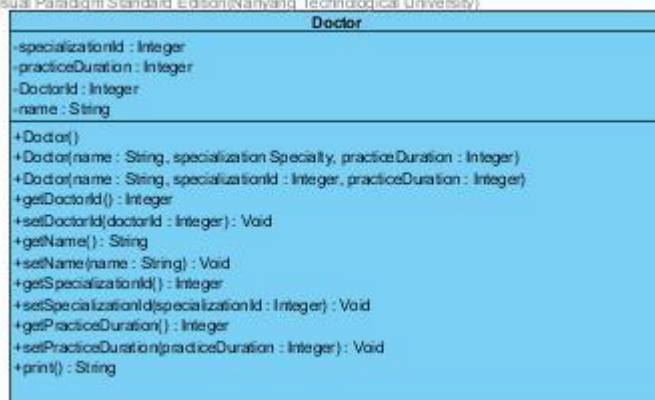 sual Paradigm Standard Edition(Nanyang Technological University)
Doctor
-specializationId : Integer
-practiceDuration : Integer
-DoctorId : Integer
-name : String
+Doctor()
+Doctor(name : String, specialization Specialty, practiceDuration : Integer)
+Doctor(name : String, specializationId : Integer, practiceDuration : Integer)
+getDoctorId() : Integer
+setDoctorId(doctorId : Integer) : Void
+getName() : String
+setName(name : String) : Void
+getSpecializationId() : Integer
+setSpecializationId(specializationId : Integer) : Void
+getPracticeDuration() : Integer
+setPracticeDuration(practiceDuration : Integer) : Void
+print() : String